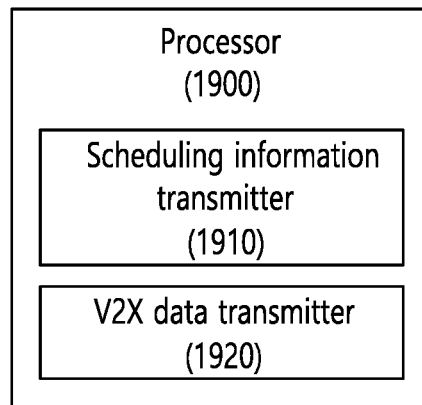 Processor
(1900)
Scheduling information
transmitter
(1910)
V2X data transmitter
(1920)